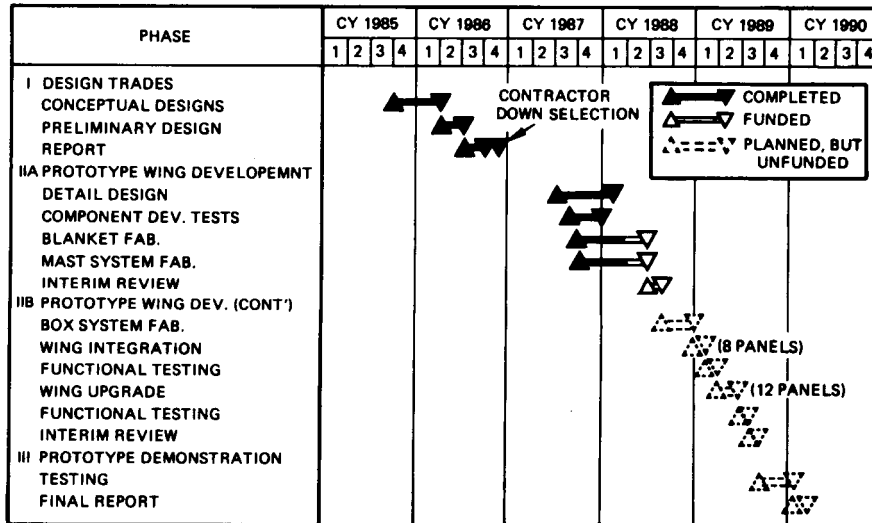 PHASE
CY 1985 CY 1986 CY 1987 CY 1988 CY 1989 CY 1990
1 2 3 4 1 2 3 4 1 2 3 4 1 2 3 4 1 2 3 4 1 2 3 4
I DESIGN TRADES
CONCEPTUAL DESIGNS
PRELIMINARY DESIGN
REPORT
CONTRACTOR
DOWN SELECTION
COMPLETED
FUNDED
PLANNED, BUT
UNFUNDED
IIA PROTOTYPE WING DEVELOPEMNT
DETAIL DESIGN
COMPONENT DEV. TESTS
BLANKET FAB.
MAST SYSTEM FAB.
INTERIM REVIEW
IIB PROTOTYPE WING DEV. (CONT')
BOX SYSTEM FAB.
WING INTEGRATION (8 PANELS)
FUNCTIONAL TESTING
WING UPGRADE (12 PANELS)
FUNCTIONAL TESTING
INTERIM REVIEW
III PROTOTYPE DEMONSTRATION
TESTING
FINAL REPORT